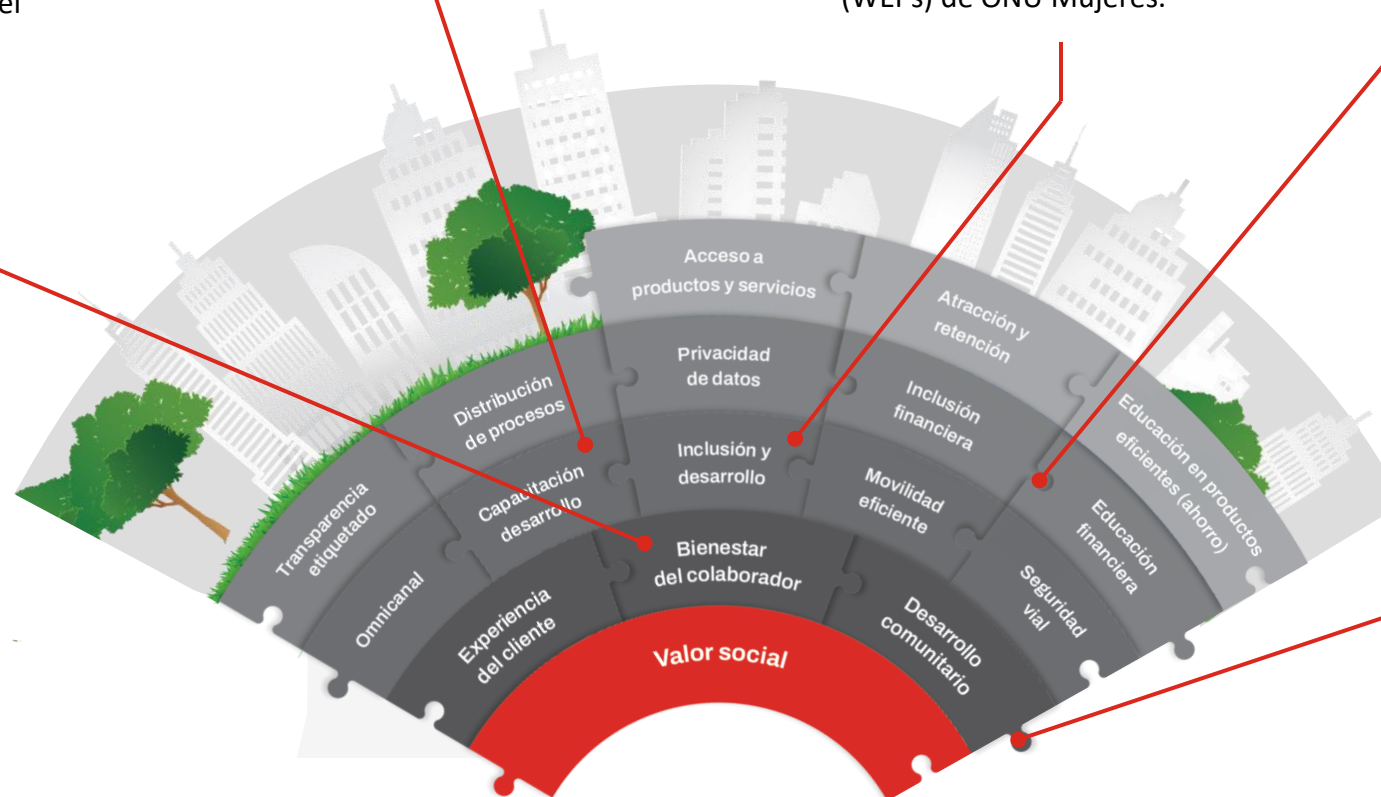 el
(WEPs) de ONU Mujeres.
Acceso a
productos y servicios
Atracción y
retención
Educación en productos
eficientes (ahorro)
Transparencia
etiquetado
Distribución
de procesos
Privacidad
de datos
Inclusión
financiera
Educación
financiera
Omnicanal
Capacitación
desarrollo
Inclusión y
desarrollo
Movilidad
eficiente
Seguridad
vial
Experiencia
del cliente
Bienestar
del colaborador
Desarrollo
comunitario
Valor social